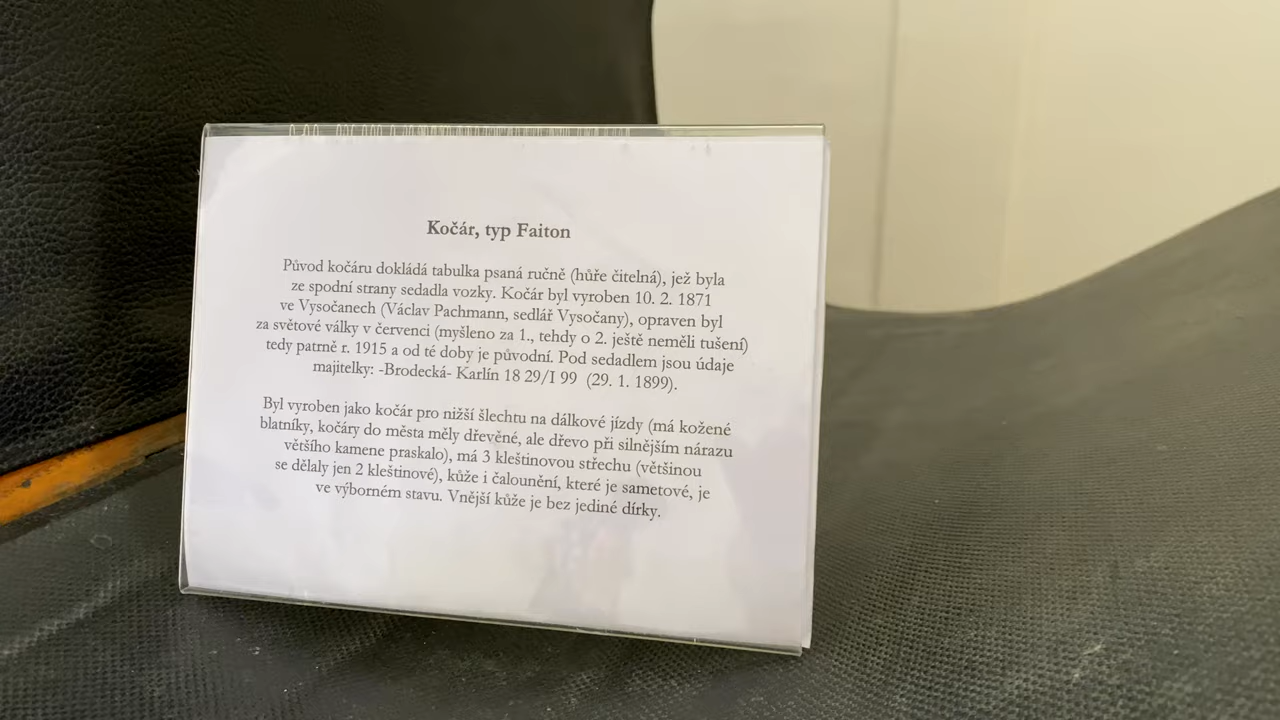 Kočár, typ Faiton
Původ kočáru dokládá tabulka psaná ručně (hůře čitelná), jež byla
ze spodní strany sedadla vozky. Kočár byl vyroben 10. 2. 1871
ve Vysočanech (Václav Pachmann, sedlář Vysočany), opraven byl
za světové války v červenci (myšleno za 1., tehdy o 2. ještě neměli tušení)
tedy patrně r. 1915 a od té doby je původní. Pod sedadlem jsou údaje
majitelky: -Brodecká- Karlín 18 29/I 99 (29. 1. 1899).
Byl vyroben jako kočár pro nižší šlechtu na dálkové jízdy (má kožené
blatníky, kočáry do města měly dřevěné, ale dřevo při silnějším nárazu
většího kamene praskalo), má 3 kleštinovou střechu (většinou
se dělaly jen 2 kleštinové), kůže i čalounění, které je sametové, je
ve výborném stavu. Vnější kůže je bez jediné dírky.